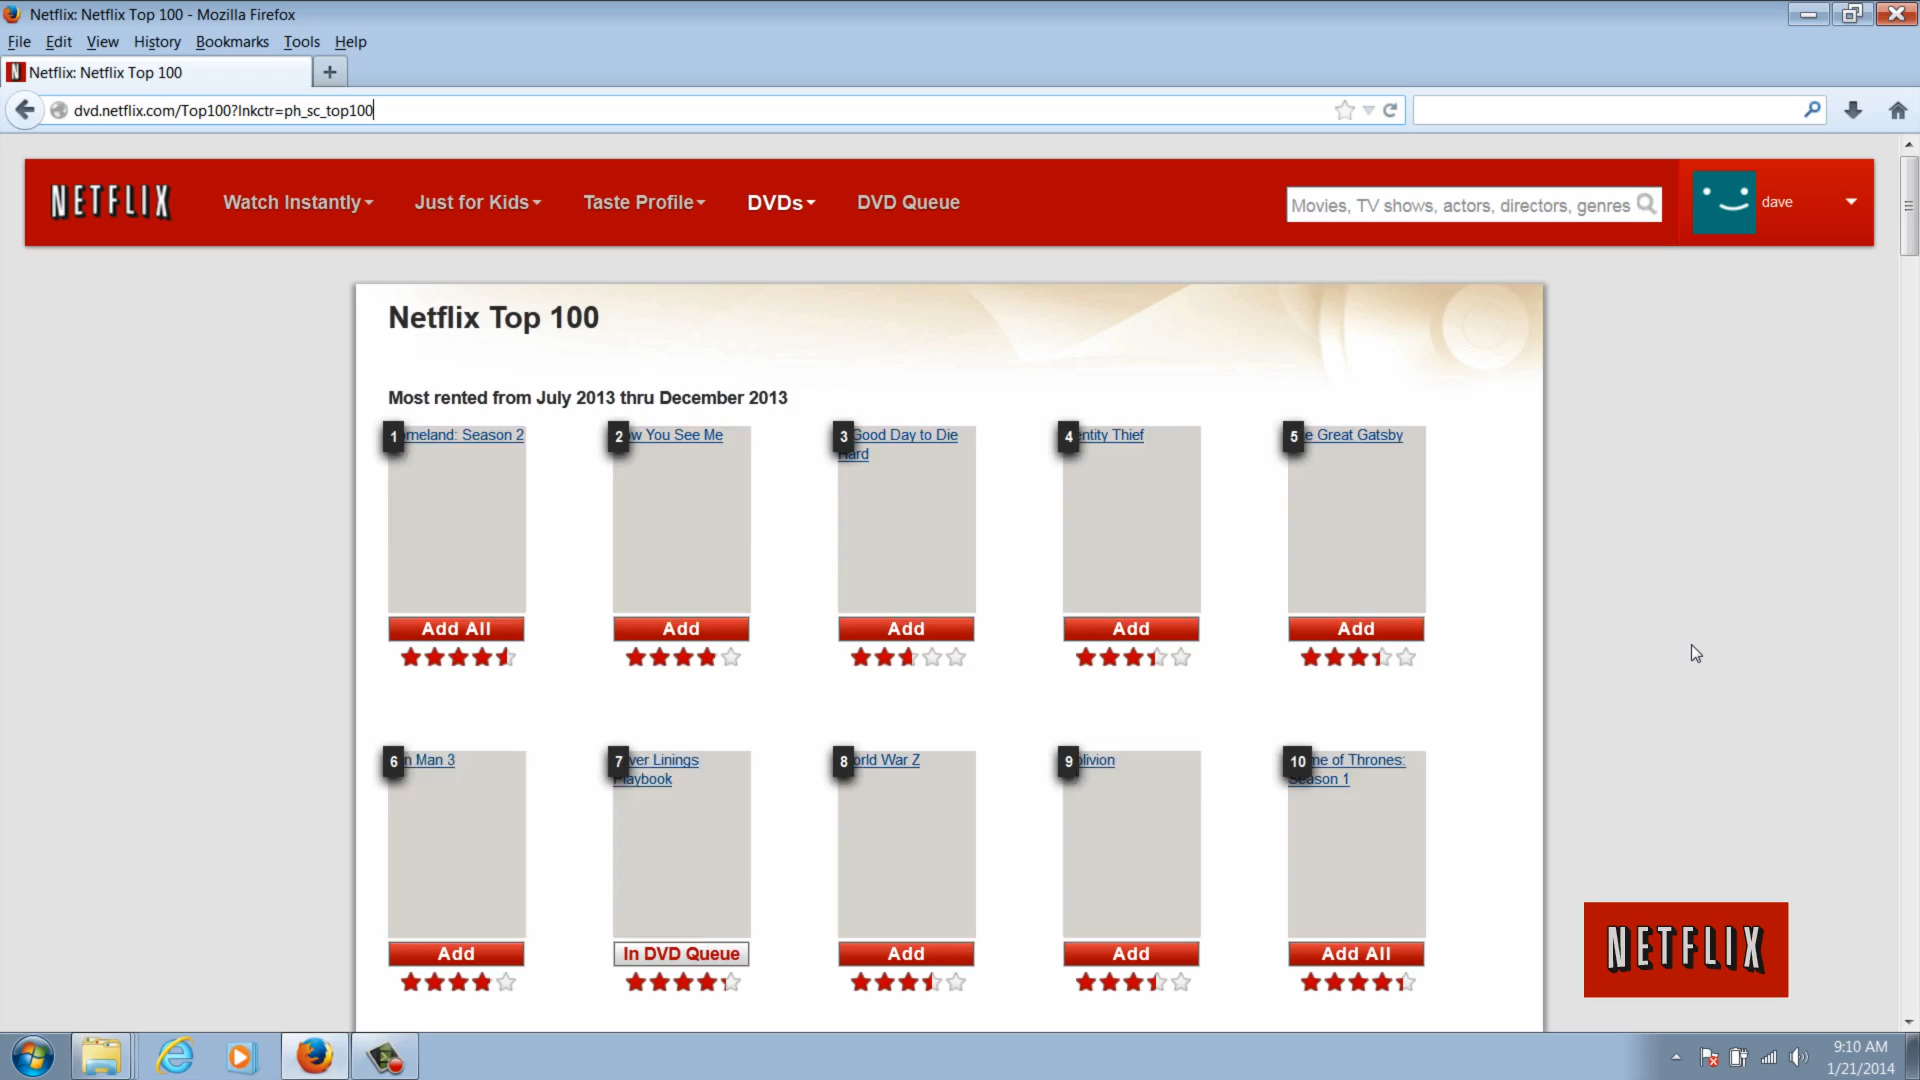 Netflix: Netflix Top 100 - Mozilla Firefox
File Edit View History Bookmarks Tools Help
N Netflix: Netflix Top 100 +
dvd.netflix.com/Top100?lnkctr=ph_sc_top100
NETFLIX Watch Instantly Just for Kids Taste Profile DVDs DVD Queue Movies, TV shows, actors, directors, genres dave
Netflix Top 100
Most rented from July 2013 thru December 2013
1 meland: Season 2
2 w You See Me
3 Good Day to Die
Hard
4 entity Thief
5 e Great Gatsby
Add All Add Add Add Add
6 n Man 3
7 ver Linings
Playbook
8 orld War Z
9 blivion
10 me of Thrones:
Season 1
Add In DVD Queue Add Add Add All
NETFLIX
9:10 AM
1/21/2014